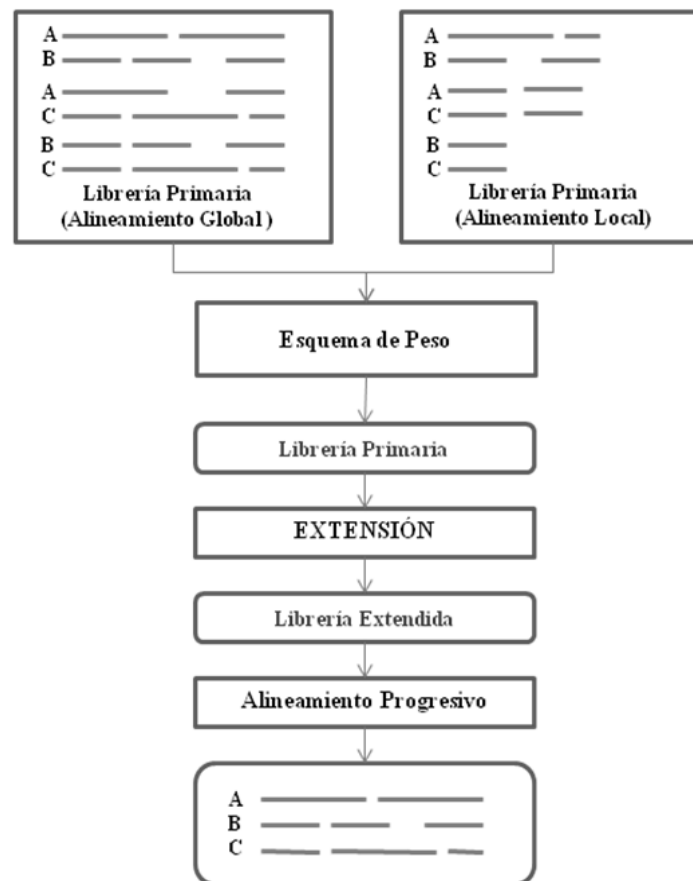 A
B
A
C
B
C
Librería Primaria
(Alineamiento Global )
A
B
A
C
B
C
Librería Primaria
(Alineamiento Local)
Esquema de Peso
Librería Primaria
EXTENSIÓN
Librería Extendida
Alineamiento Progresivo
A
B
C